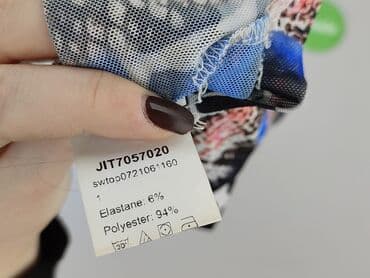 JIT7057020
swtop0721061160
1
Elastane: 6%
Polyester: 94%